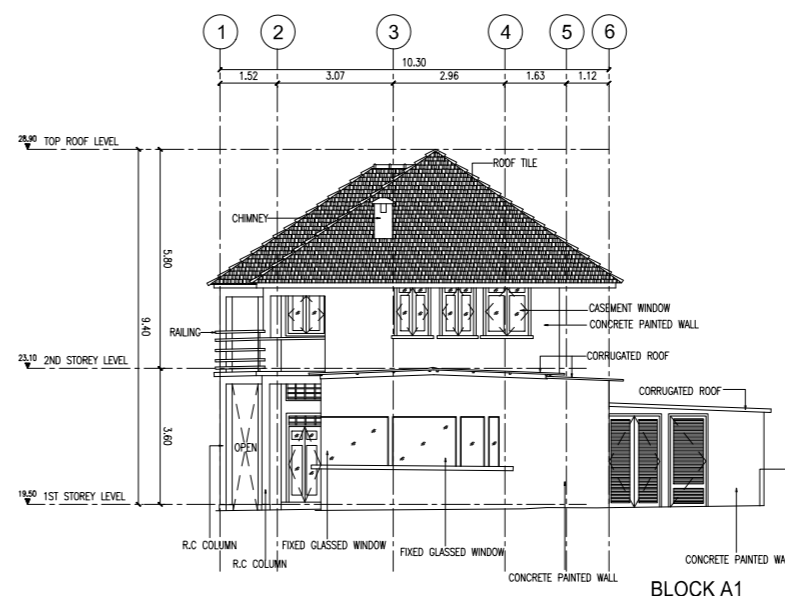 1 2 3 4 5 6
10.30
1.52 3.07 2.96 1.63 1.12
28.90 TOP ROOF LEVEL
ROOF TILE
CHIMNEY
5.80
9.40
CASEMENT WINDOW
RAILING
CONCRETE PAINTED WALL
23.10 2ND STOREY LEVEL
CORRUGATED ROOF
CORRUGATED ROOF
3.60
OPEN
19.50 1ST STOREY LEVEL
R.C COLUMN
FIXED GLASSED WINDOW
FIXED GLASSED WINDOW
CONCRETE PAINTED WA
R.C COLUMN
CONCRETE PAINTED WALL
BLOCK A1